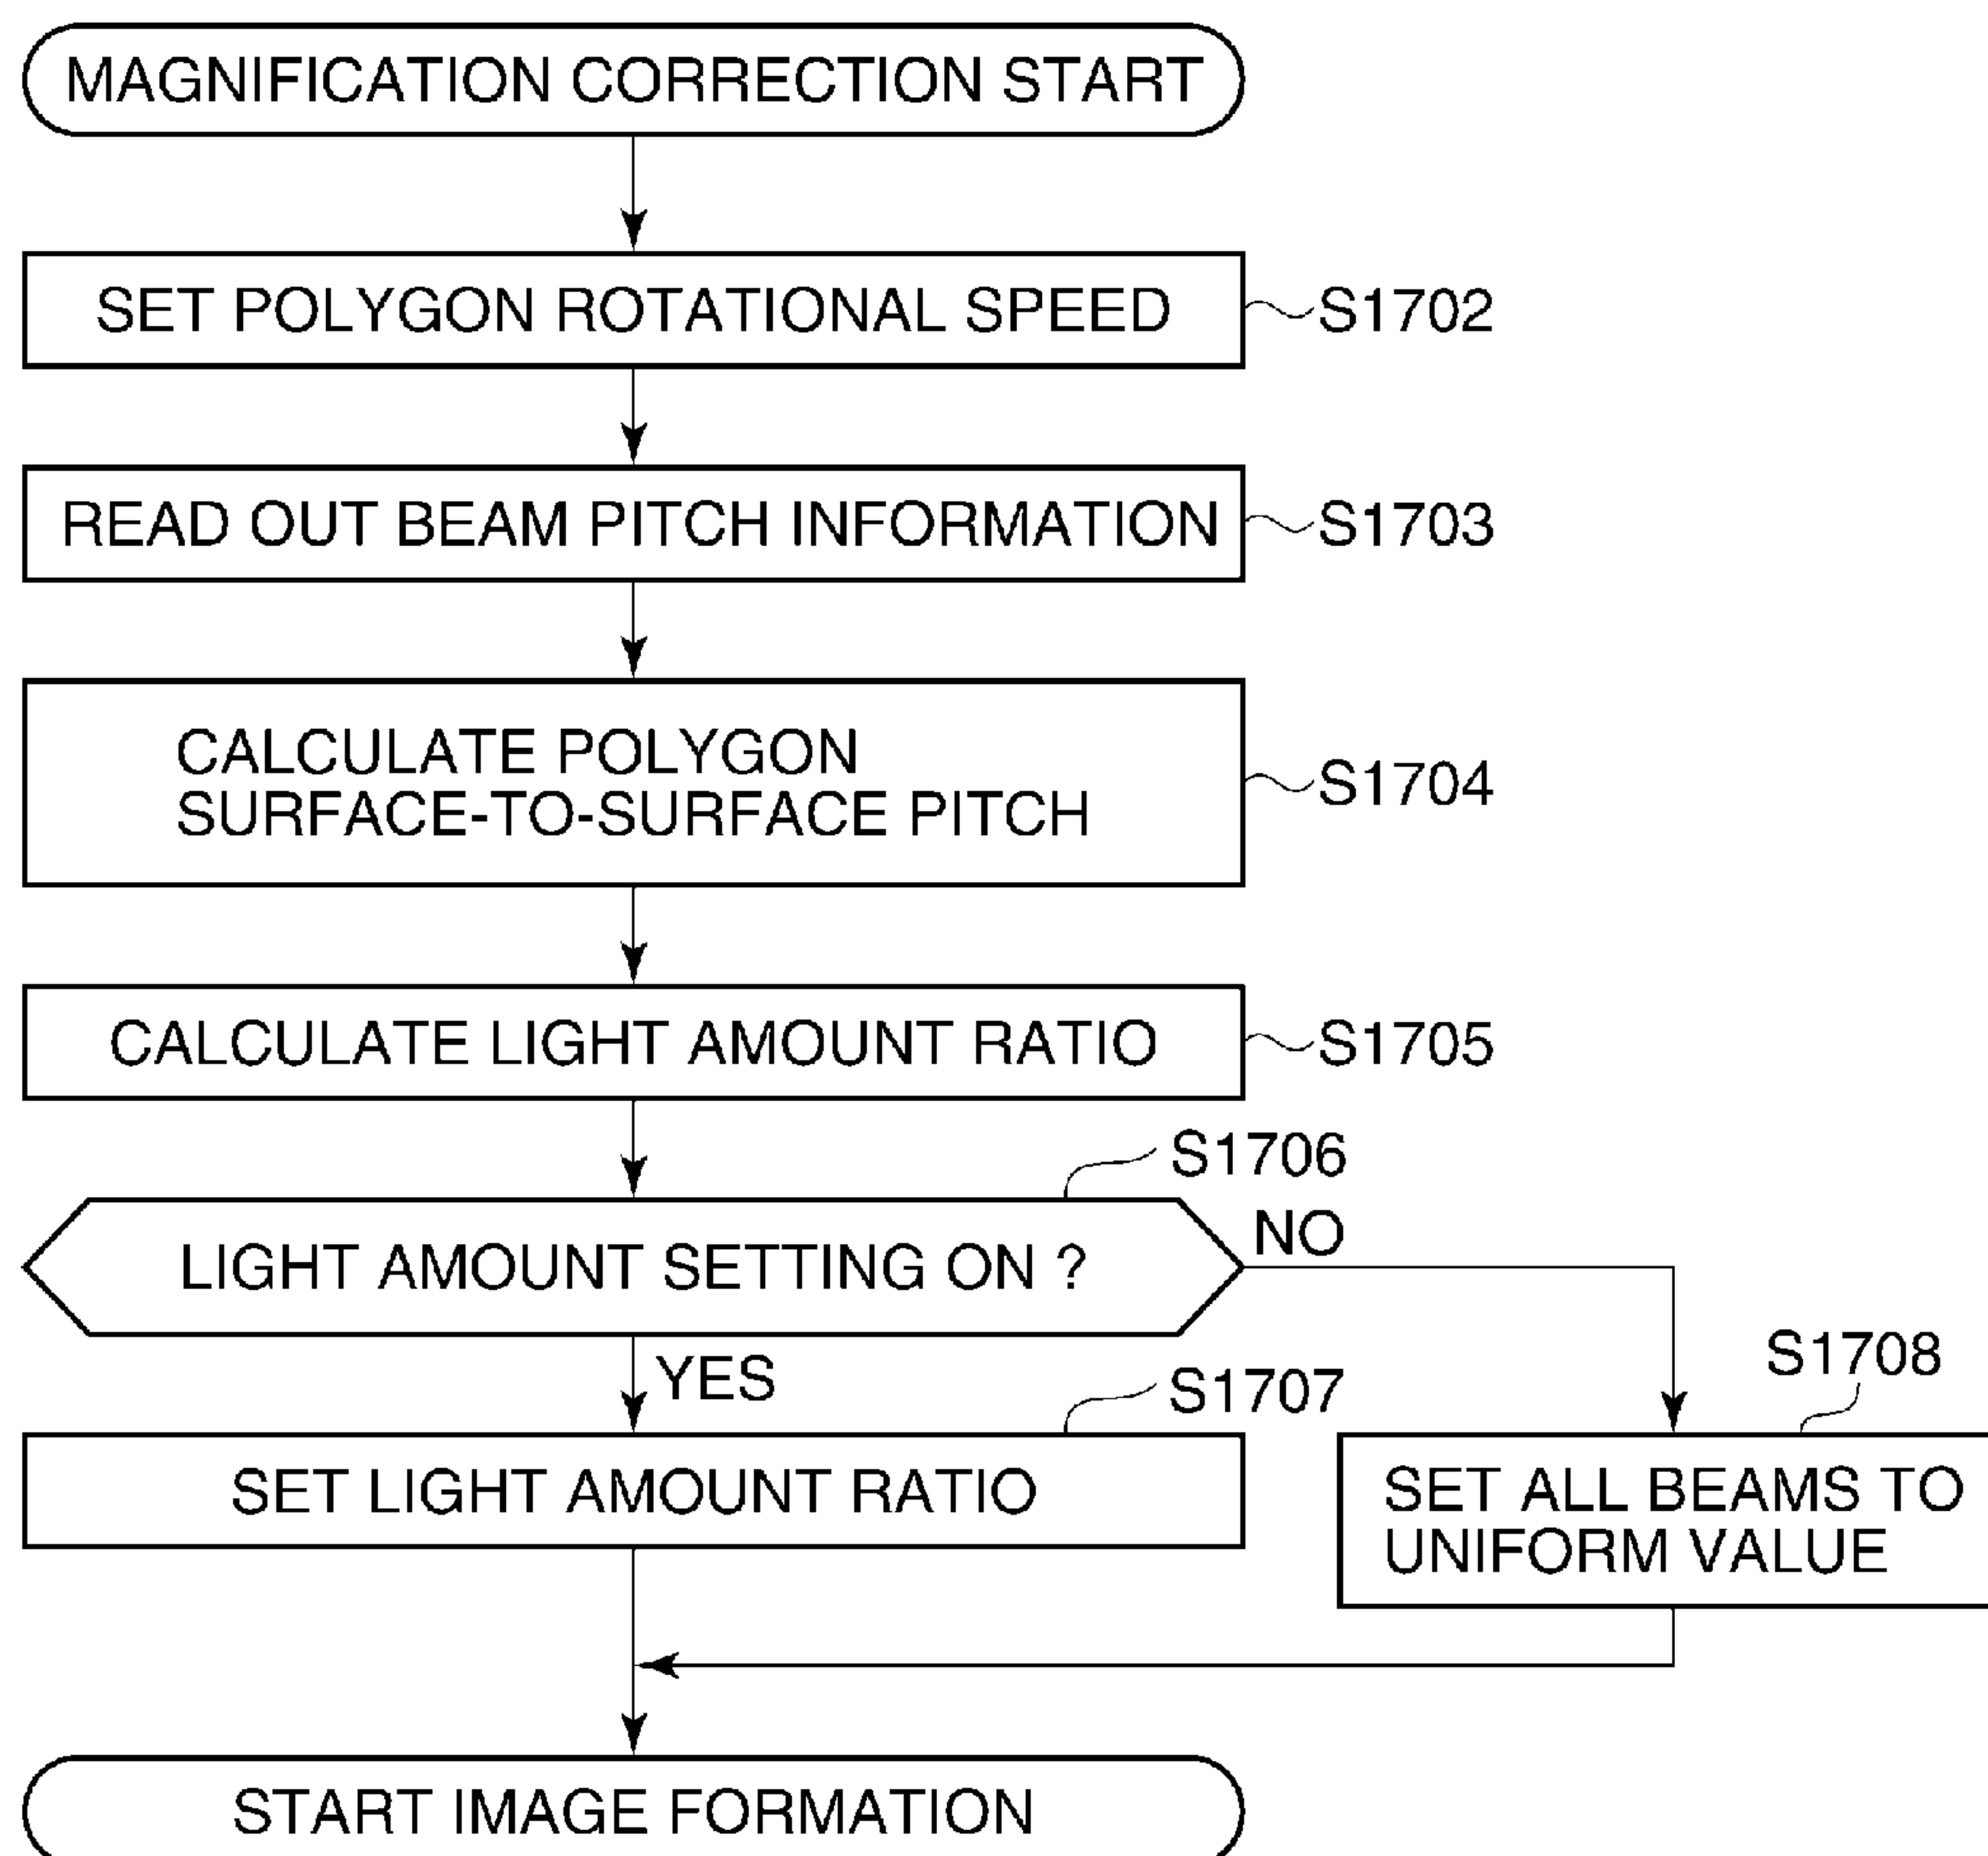 MAGNIFICATION CORRECTION START
SET POLYGON ROTATIONAL SPEED
S1702
READ OUT BEAM PITCH INFORMATION
S1703
CALCULATE POLYGON
SURFACE-TO-SURFACE PITCH
S1704
CALCULATE LIGHT AMOUNT RATIO
S1705
S1706
LIGHT AMOUNT SETTING ON ?
NO
YES
S1707
S1708
SET LIGHT AMOUNT RATIO
SET ALL BEAMS TO
UNIFORM VALUE
START IMAGE FORMATION